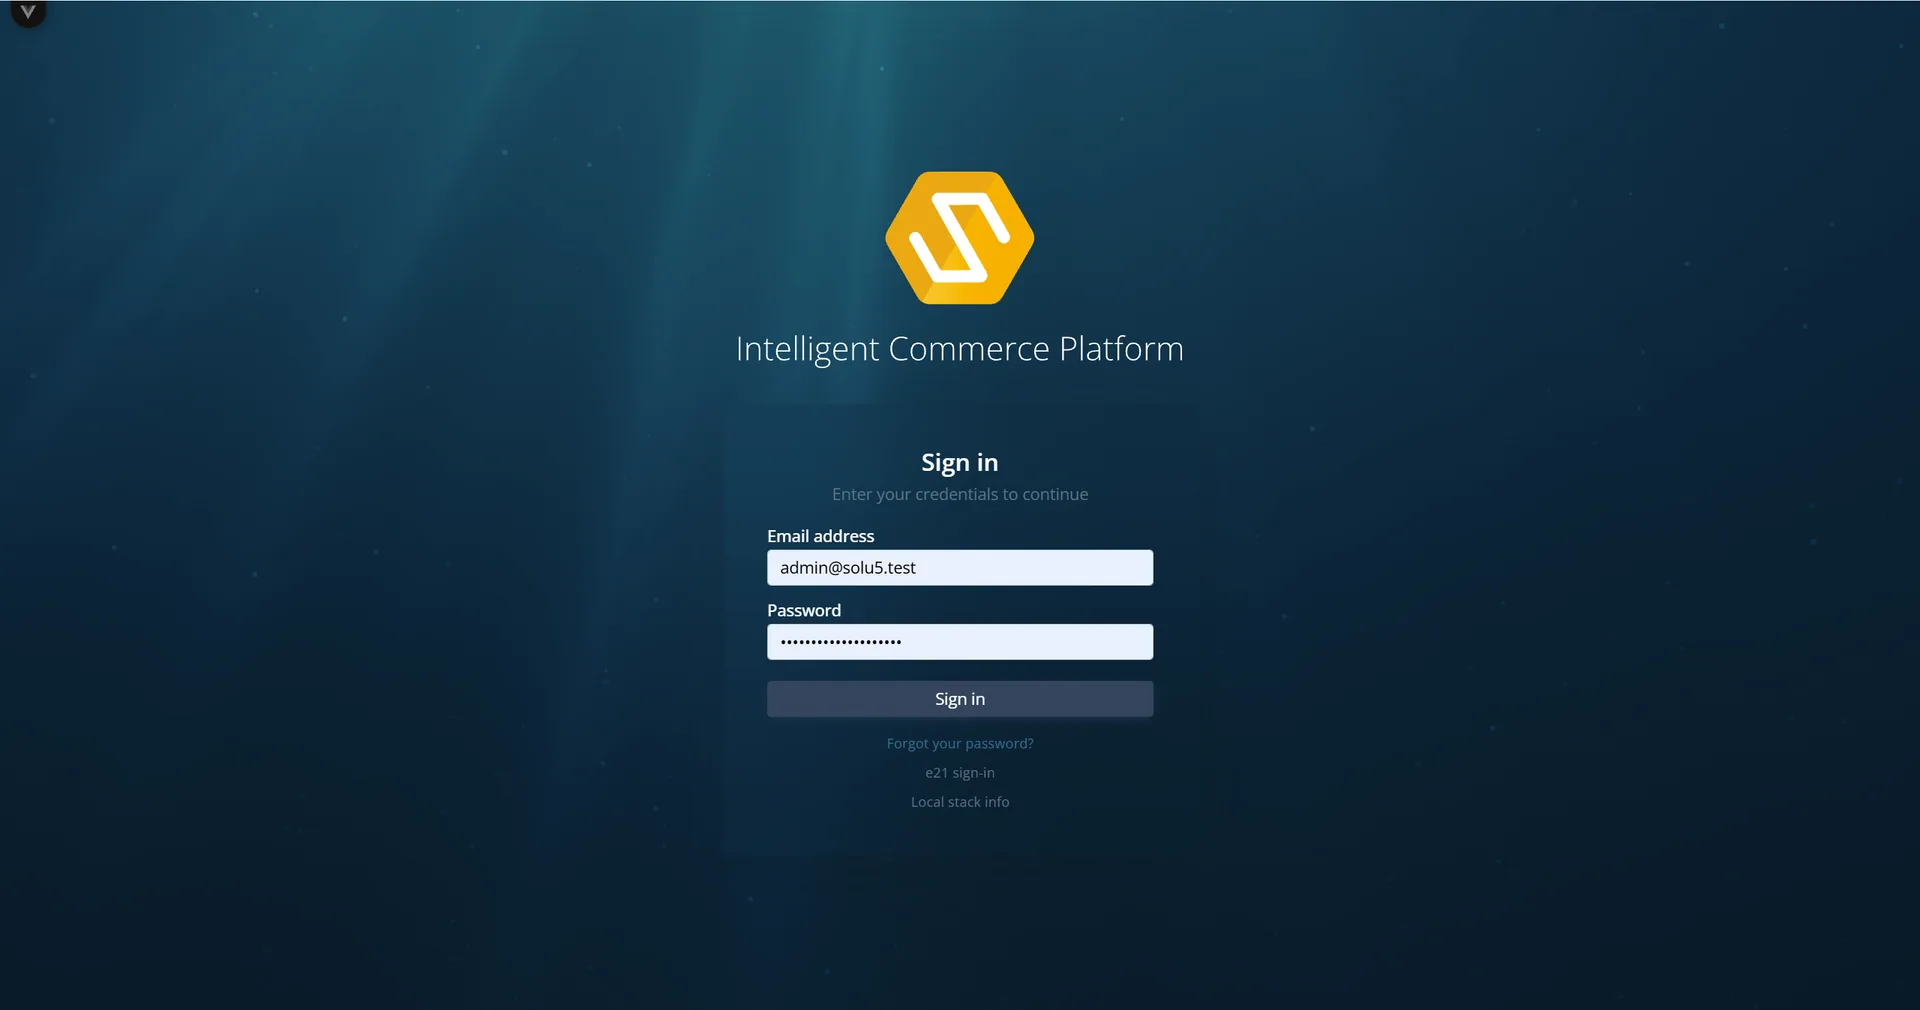 Intelligent Commerce Platform
Sign in
Enter your credentials to continue
Email address
admin@solu5.test
Password
••••••••••••••••••••
Sign in
Forgot your password?
e21 sign-in
Local stack info